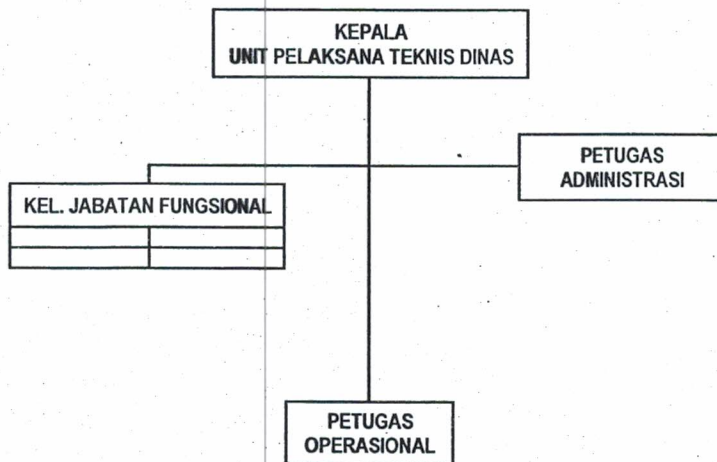 KEPALA
UNIT PELAKSANA TEKNIS DINAS
PETUGAS
ADMINISTRASI
KEL. JABATAN FUNGSIONAL
PETUGAS
OPERASIONAL